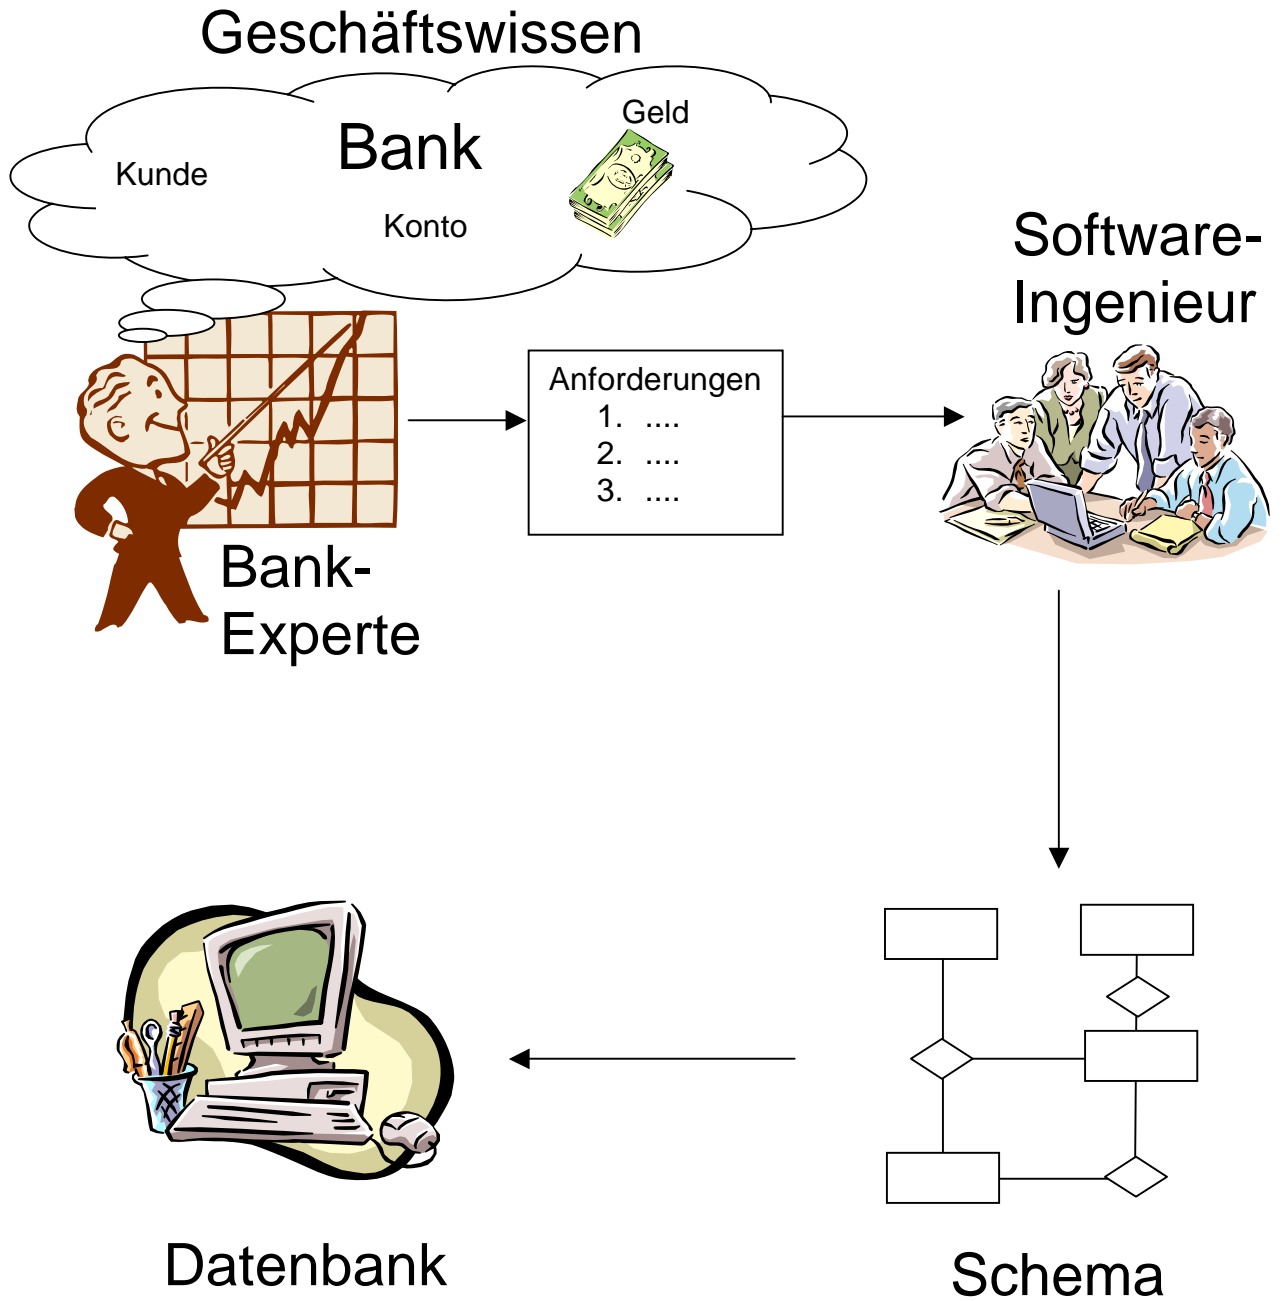 Geschäftswissen
Geld
Bank
Kunde
Konto
Software-
Ingenieur
Anforderungen
1. ....
2. ....
3. ....
Bank-
Experte
Datenbank
Schema